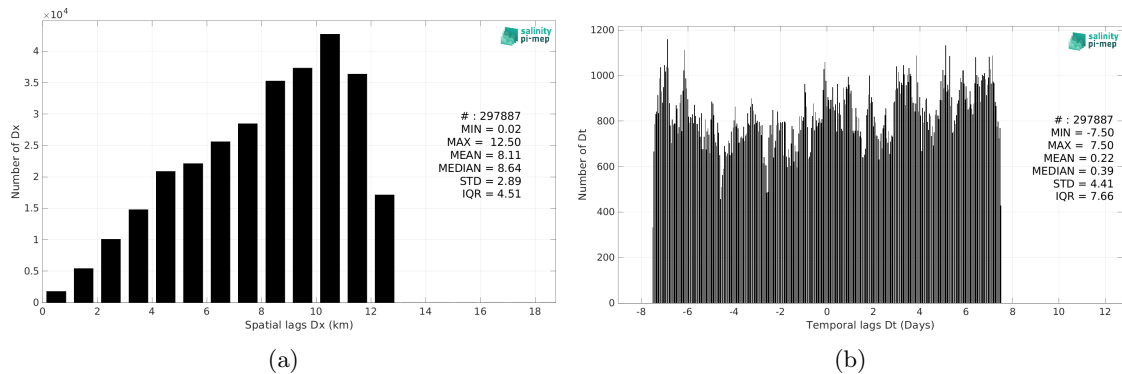 ×10⁴
4
3.5
3
2.5
2
1.5
1
0.5
0
Number of Dx
0 2 4 6 8 10 12 14 16 18
Spatial lags Dx (km)
salinity
pi-mep
# : 297887
MIN = 0.02
MAX = 12.50
MEAN = 8.11
MEDIAN = 8.64
STD = 2.89
IQR = 4.51
(a)
1200
1000
800
600
400
200
0
Number of Dt
-8 -6 -4 -2 0 2 4 6 8 10 12
Temporal lags Dt (Days)
salinity
pi-mep
# : 297887
MIN = -7.50
MAX = 7.50
MEAN = 0.22
MEDIAN = 0.39
STD = 4.41
IQR = 7.66
(b)